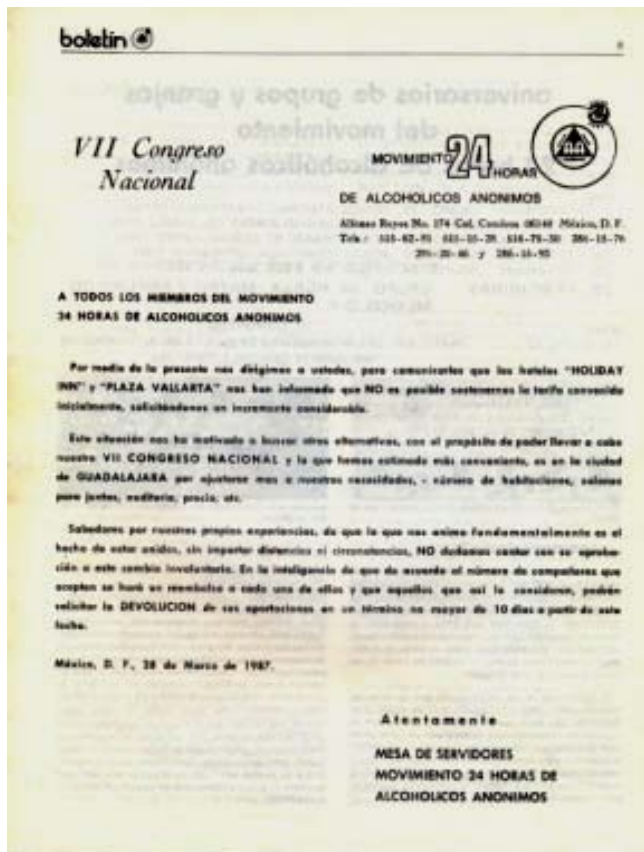 boletín
VII Congreso
Nacional
MOVIMIENTO 24 HORAS
DE ALCOHOLICOS ANONIMOS
Alfonso Reyes No. 174 Col. Condesa 06140 México, D. F.
A TODOS LOS MIEMBROS DEL MOVIMIENTO
24 HORAS DE ALCOHOLICOS ANONIMOS
Por medio de la presente nos dirigimos a ustedes, para comunicarles que los hoteles "HOLIDAY
INN" y "PLAZA VALLARTA" nos han informado que NO es posible sostenernos la tarifa convenida
inicialmente, solicitándonos un incremento considerable.
Esta situación nos ha motivado a buscar otras alternativas, con el propósito de poder llevar a cabo
nuestro VII CONGRESO NACIONAL y la que hemos estimado más conveniente, es en la ciudad
de GUADALAJARA por ajustarse mas a nuestras necesidades, - número de habitaciones, salones
para juntas, auditorio, precio, etc.
Sabedores por nuestras propias experiencias, de que lo que nos anima fundamentalmente es el
hecho de estar unidos, sin importar distancias ni circunstancias, NO dudamos contar con su aproba-
ción a este cambio involuntario. En la inteligencia de que de acuerdo al número de compañeros que
acepten se hará un reembolso a cada uno de ellos y que aquellos que así lo consideren, podrán
solicitar la DEVOLUCION de sus aportaciones en un término no mayor de 10 días a partir de esta
fecha.
México, D. F., 28 de Marzo de 1987.
Atentamente
MESA DE SERVIDORES
MOVIMIENTO 24 HORAS DE
ALCOHOLICOS ANONIMOS